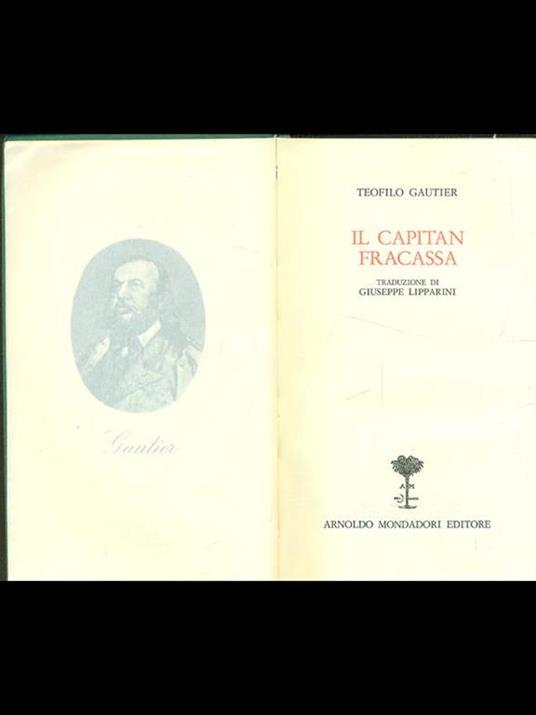 Gautier
TEOFILO GAUTIER
IL CAPITAN
FRACASSA
TRADUZIONE DI
GIUSEPPE LIPPARINI
A M
ARNOLDO MONDADORI EDITORE